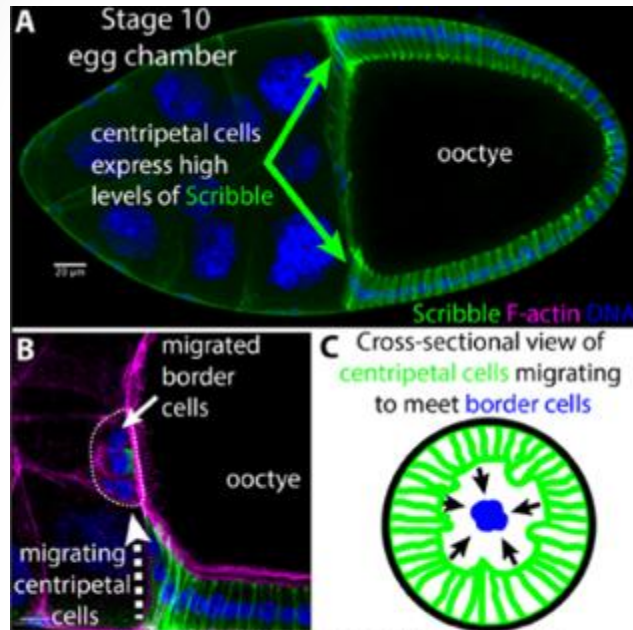 A
Stage 10
egg chamber
centripetal cells
express high
levels of Scribble
ooctye
20 μm
Scribble F-actin DNA
B
migrated
border
cells
ooctye
migrating
centripetal
cells
C
Cross-sectional view of
centripetal cells migrating
to meet border cells